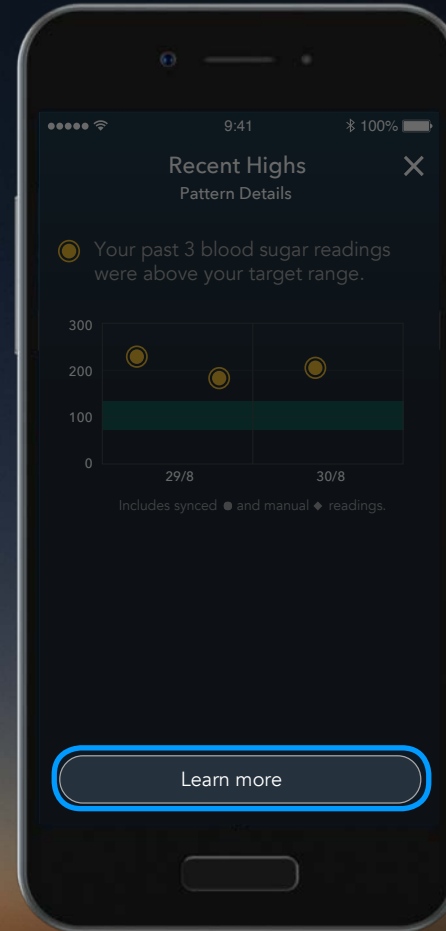 9:41
100%
Recent Highs
Pattern Details
Your past 3 blood sugar readings
were above your target range.
300
200
100
0
29/8 30/8
Includes synced ● and manual ◆ readings.
Learn more